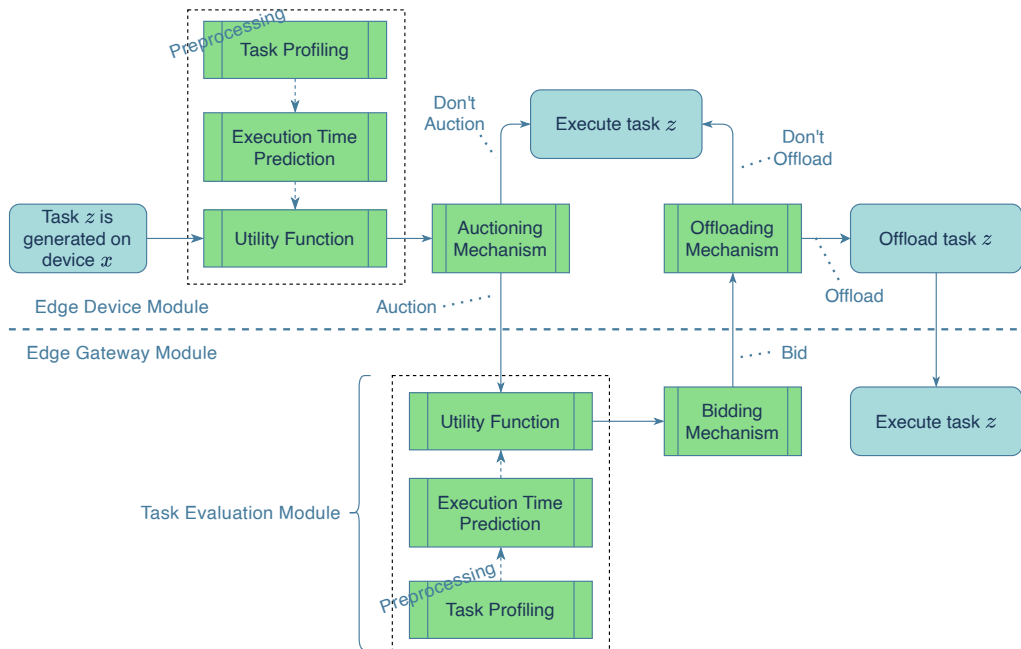 Preprocessing
Task Profiling
Execution Time
Prediction
Utility Function
Task z is
generated on
device x
Don't
Auction
Execute task z
Don't
Offload
Auctioning
Mechanism
Offloading
Mechanism
Offload task z
Auction
Offload
Edge Device Module
Edge Gateway Module
Bid
Utility Function
Bidding
Mechanism
Execute task z
Execution Time
Prediction
Task Evaluation Module
Preprocessing
Task Profiling